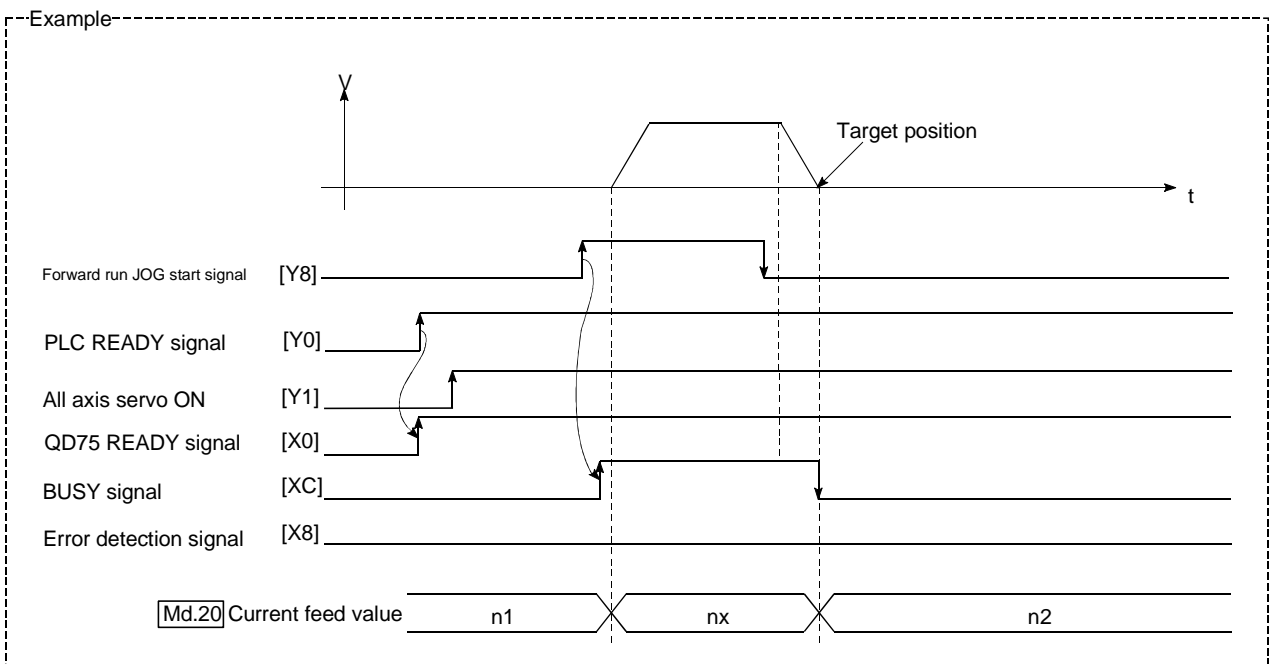 Example
V
Target position
t
Forward run JOG start signal [Y8]
PLC READY signal [Y0]
All axis servo ON [Y1]
QD75 READY signal [X0]
BUSY signal [XC]
Error detection signal [X8]
Md.20 Current feed value n1 nx n2